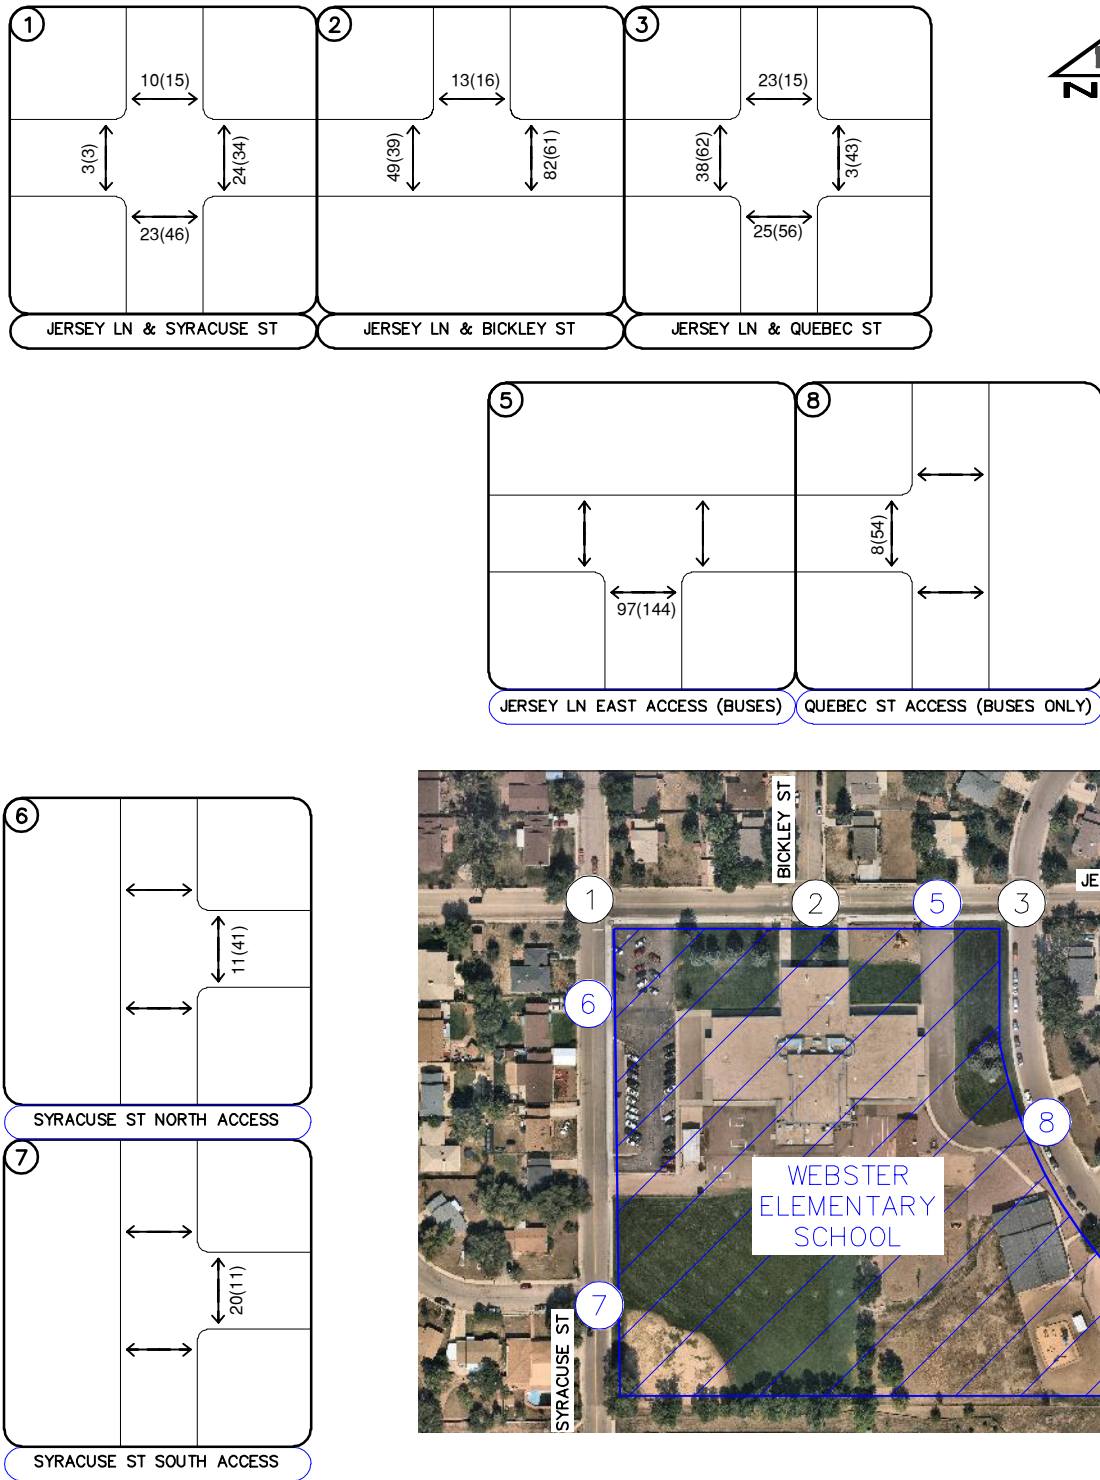 1
2
3
10(15)
13(16)
23(15)
3(3)
24(34)
49(39)
82(61)
38(62)
3(43)
23(46)
25(56)
JERSEY LN & SYRACUSE ST
JERSEY LN & BICKLEY ST
JERSEY LN & QUEBEC ST
N
5
8
8(54)
97(144)
JERSEY LN EAST ACCESS (BUSES)
QUEBEC ST ACCESS (BUSES ONLY)
6
11(41)
SYRACUSE ST NORTH ACCESS
7
20(11)
SYRACUSE ST SOUTH ACCESS
BICKLEY ST
JE
1
2
5
3
6
8
WEBSTER
ELEMENTARY
SCHOOL
7
SYRACUSE ST